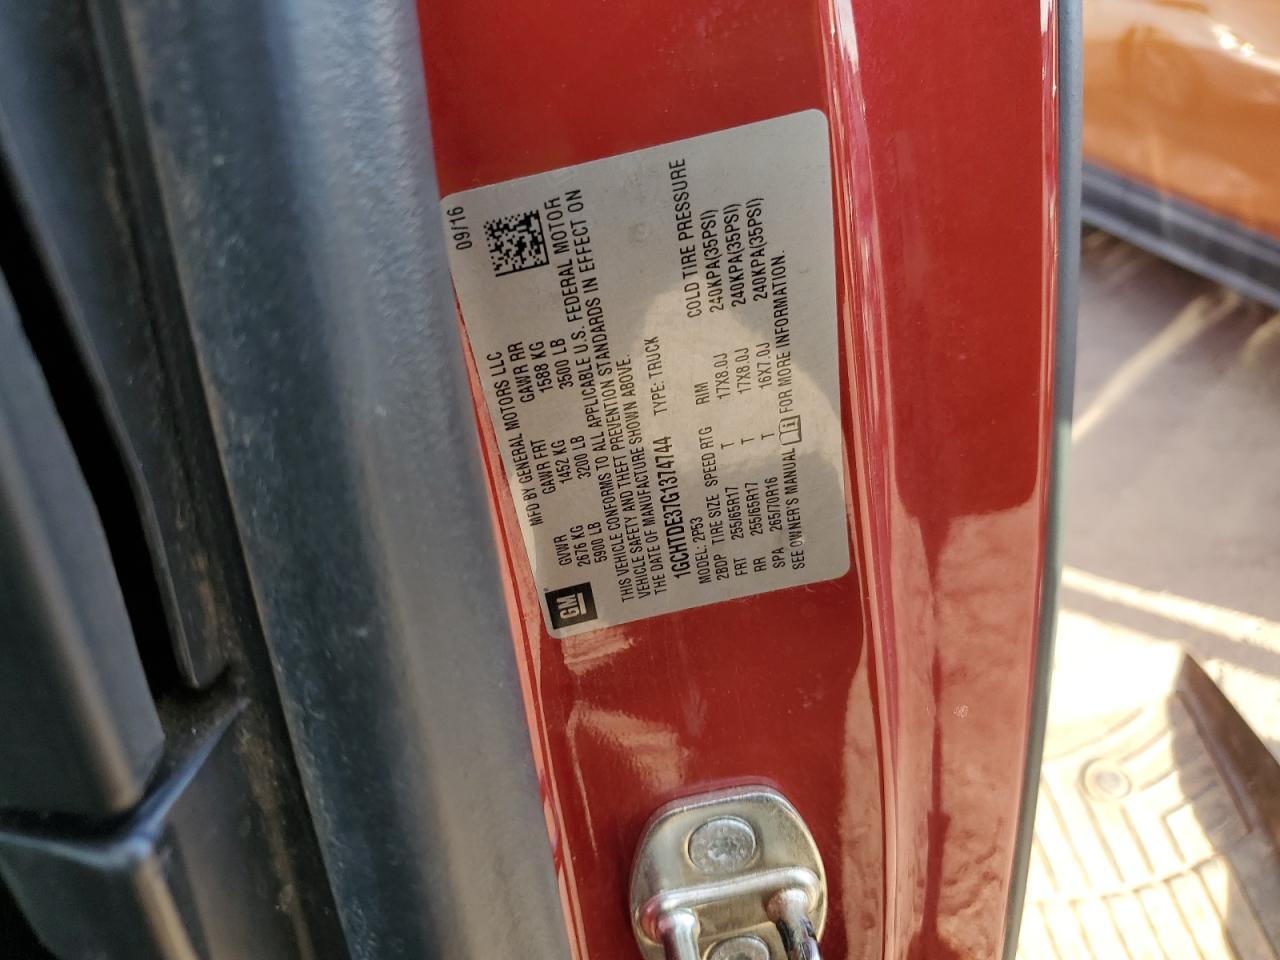 MFD BY GENERAL MOTORS LLC 09/16
GM
GVWR GAWR FRT GAWR RR
2676 KG 1452 KG 1588 KG
5900 LB 3200 LB 3500 LB
THIS VEHICLE CONFORMS TO ALL APPLICABLE U.S. FEDERAL MOTOR
VEHICLE SAFETY AND THEFT PREVENTION STANDARDS IN EFFECT ON
THE DATE OF MANUFACTURE SHOWN ABOVE.
1GCHTDE37G1374744 TYPE: TRUCK
MODEL: 2P53
2BDP TIRE SIZE SPEED RTG RIM COLD TIRE PRESSURE
FRT 255/65R17 T 17X8.0J 240KPA(35PSI)
RR 255/65R17 T 17X8.0J 240KPA(35PSI)
SPA 265/70R16 T 16X7.0J 240KPA(35PSI)
SEE OWNER'S MANUAL FOR MORE INFORMATION.